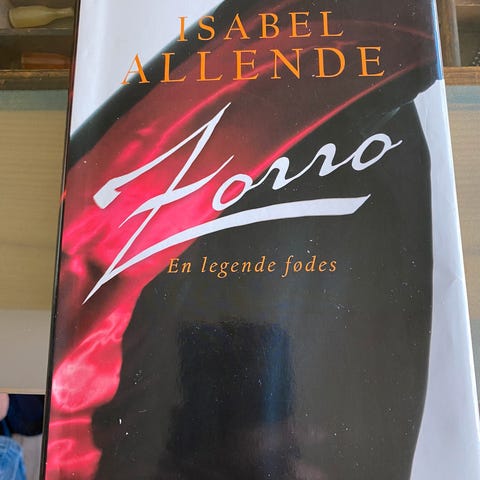 ISABEL
ALLENDE
Zorro
En legende fødes